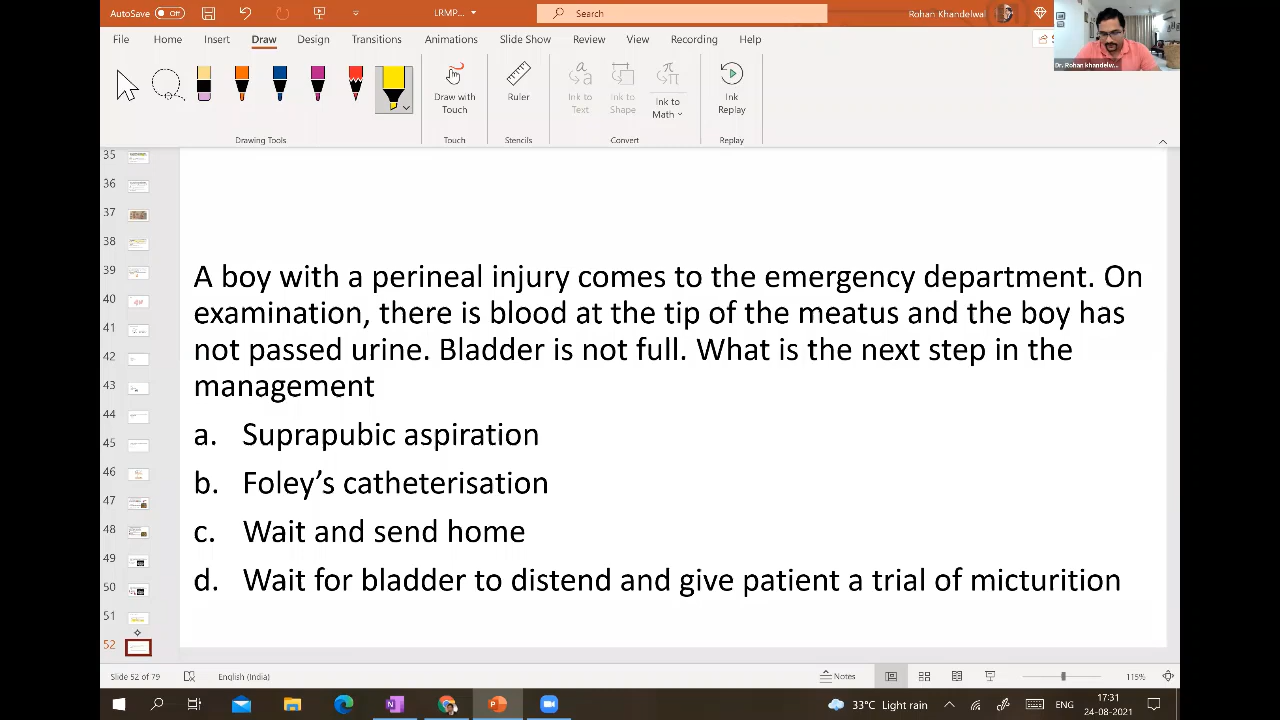 AutoSave Off LRMP... Search Rohan Khandelwal
File Home Insert Draw Design Transitions Animations Slide Show Review View Recording Help
Dr. Rohan khandelw...
Draw with Touch Ruler Ink to Text Ink to Shape Ink to Math Ink Replay
Drawing Tools Touch Stencils Convert Replay
35
36
37
38
39
40
41
42
43
44
45
46
47
48
49
50
51
52
A boy with a perineal injury comes to the emergency department. On
examination, there is blood at the tip of the meatus and the boy has
not passed urine. Bladder is not full. What is the next step in the
management
a. Suprapubic aspiration
b. Foley’s catheterisation
c. Wait and send home
d. Wait for bladder to distend and give patient a trial of micturition
Slide 52 of 79 English (India) Notes 115%
33°C Light rain ENG 17:31
24-08-2021